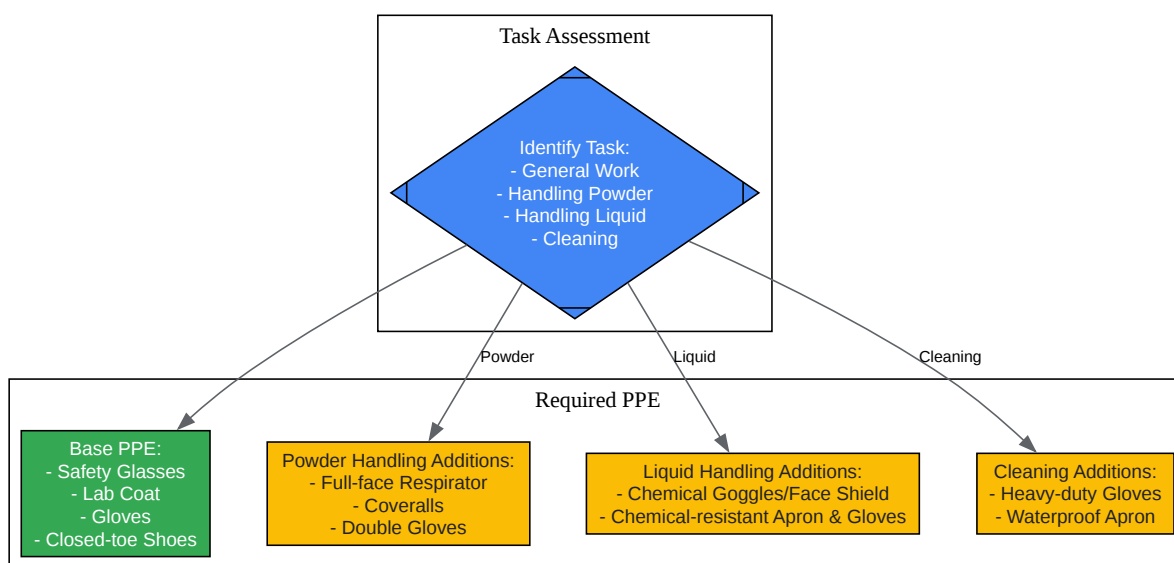 Task Assessment
Identify Task:
- General Work
- Handling Powder
- Handling Liquid
- Cleaning
Powder
Liquid
Cleaning
Required PPE
Base PPE:
- Safety Glasses
- Lab Coat
- Gloves
- Closed-toe Shoes
Powder Handling Additions:
- Full-face Respirator
- Coveralls
- Double Gloves
Liquid Handling Additions:
- Chemical Goggles/Face Shield
- Chemical-resistant Apron & Gloves
Cleaning Additions:
- Heavy-duty Gloves
- Waterproof Apron